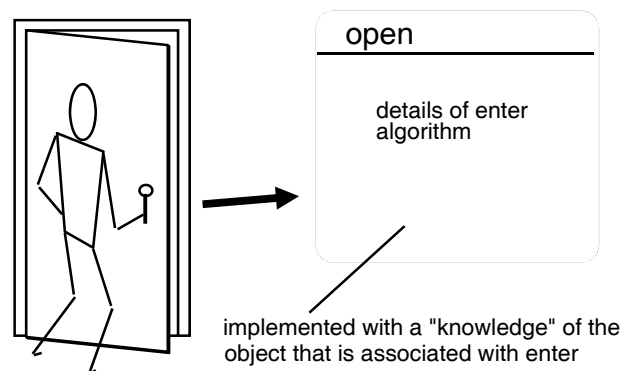 open
details of enter
algorithm
implemented with a "knowledge" of the
object that is associated with enter